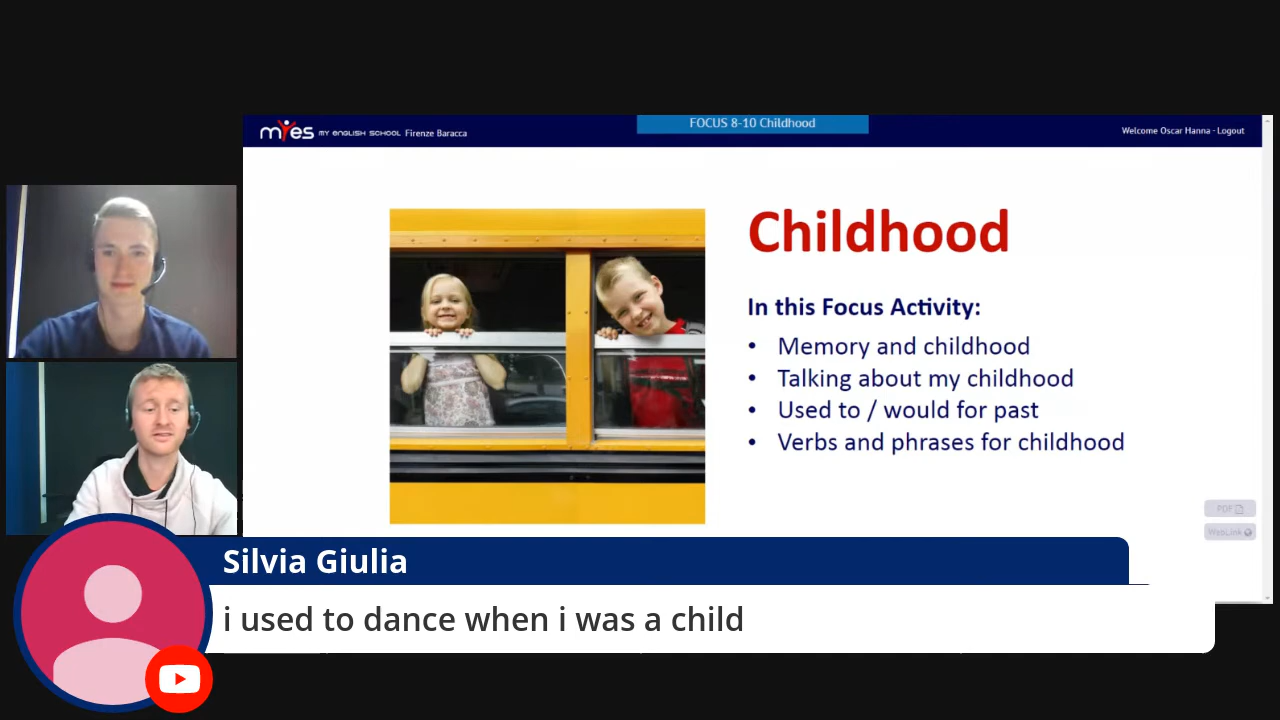 myes MY ENGLISH SCHOOL Firenze Baracca
FOCUS 8-10 Childhood
Welcome Oscar Hanna - Logout
Childhood
In this Focus Activity:
• Memory and childhood
• Talking about my childhood
• Used to / would for past
• Verbs and phrases for childhood
PDF
WebLink
Silvia Giulia
i used to dance when i was a child